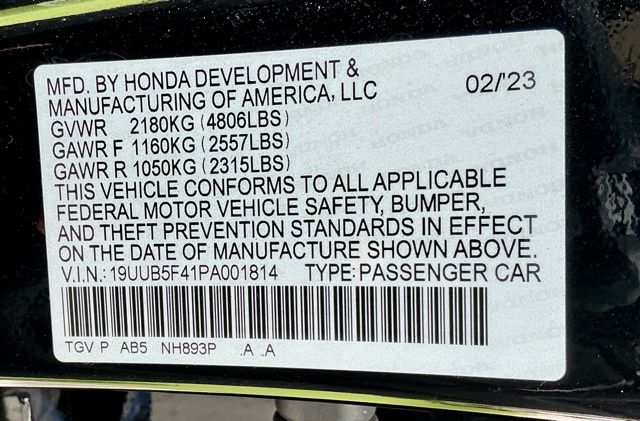 MFD. BY HONDA DEVELOPMENT &
MANUFACTURING OF AMERICA, LLC 02/'23
GVWR 2180KG (4806LBS)
GAWR F 1160KG (2557LBS)
GAWR R 1050KG (2315LBS)
THIS VEHICLE CONFORMS TO ALL APPLICABLE
FEDERAL MOTOR VEHICLE SAFETY, BUMPER,
AND THEFT PREVENTION STANDARDS IN EFFECT
ON THE DATE OF MANUFACTURE SHOWN ABOVE.
V.I.N.: 19UUB5F41PA001814 TYPE: PASSENGER CAR
TGV P AB5 NH893P .A .A